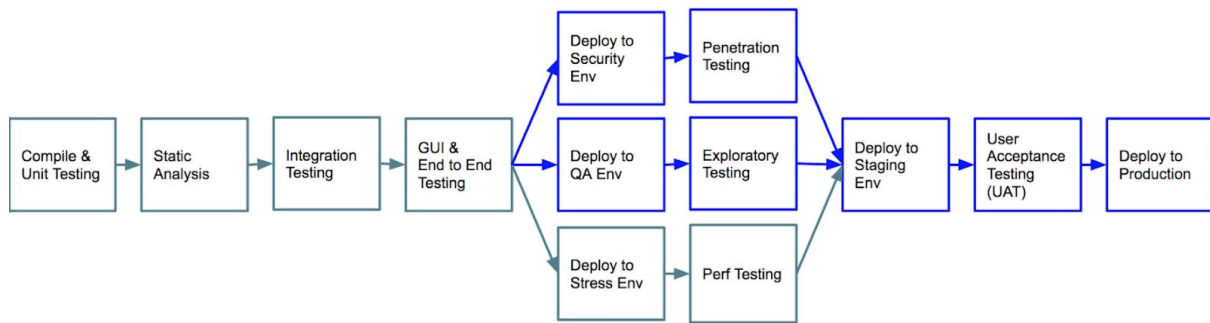 Compile &
Unit Testing
Static
Analysis
Integration
Testing
GUI &
End to End
Testing
Deploy to
Security
Env
Penetration
Testing
Deploy to
QA Env
Exploratory
Testing
Deploy to
Stress Env
Perf Testing
Deploy to
Staging
Env
User
Acceptance
Testing
(UAT)
Deploy to
Production